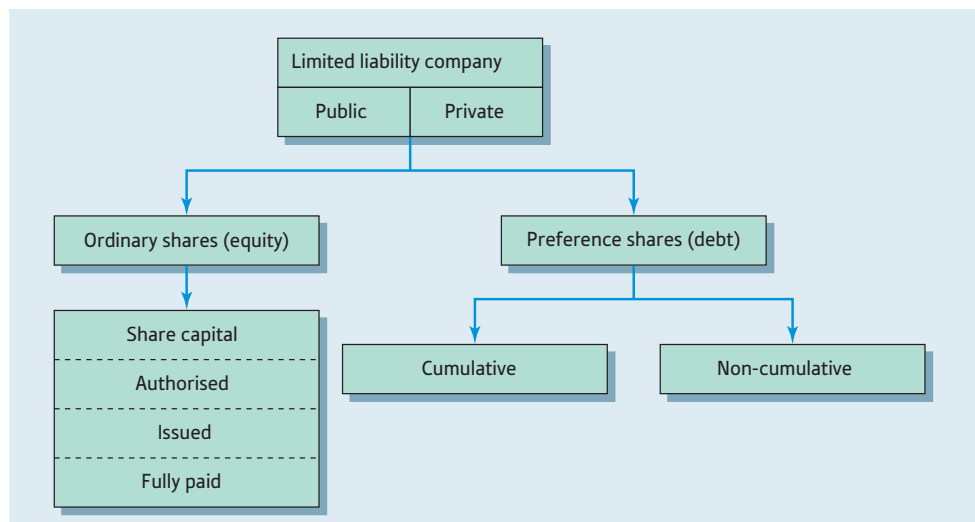 Limited liability company
Public
Private
Ordinary shares (equity)
Preference shares (debt)
Share capital
Authorised
Issued
Fully paid
Cumulative
Non-cumulative